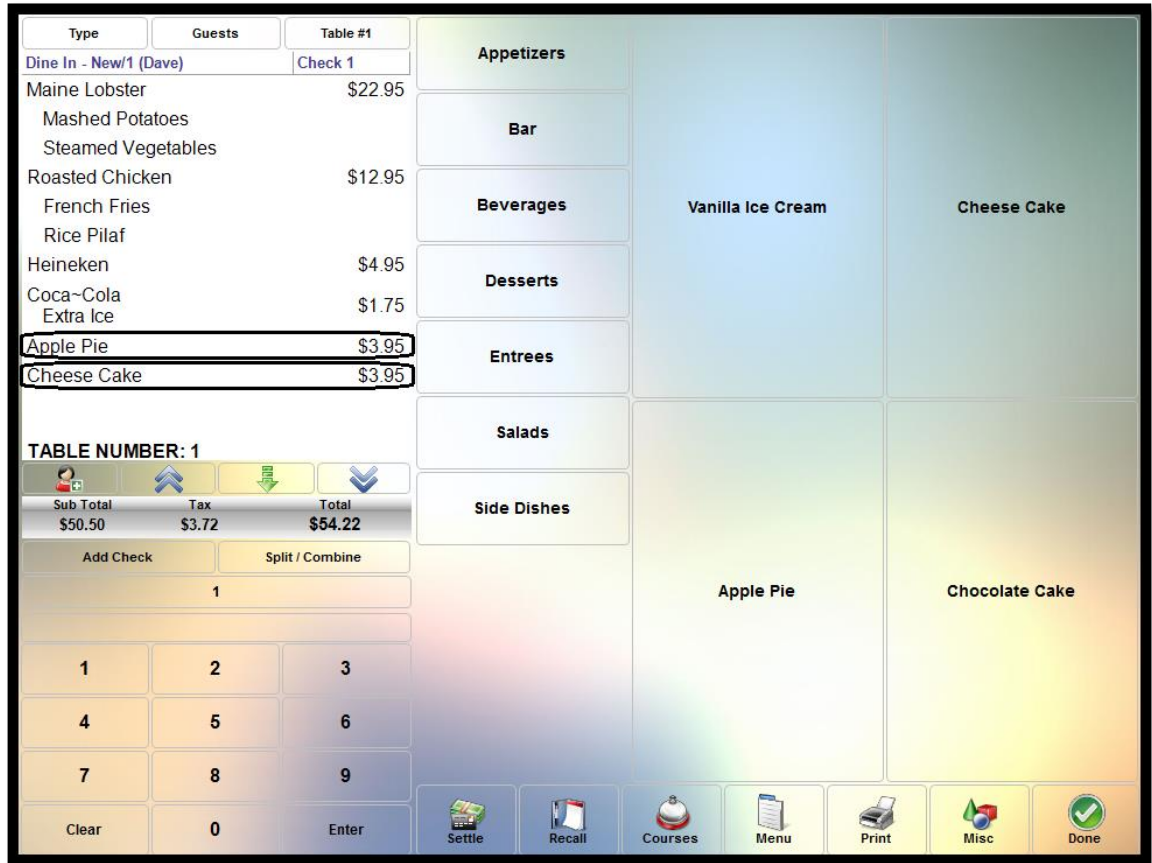 Type Guests Table #1
Dine In - New/1 (Dave) Check 1
Maine Lobster $22.95
Mashed Potatoes
Steamed Vegetables
Roasted Chicken $12.95
French Fries
Rice Pilaf
Heineken $4.95
Coca~Cola $1.75
Extra Ice
Apple Pie $3.95
Cheese Cake $3.95
TABLE NUMBER: 1
Sub Total Tax Total
$50.50 $3.72 $54.22
Add Check Split / Combine
1
1 2 3
4 5 6
7 8 9
Clear 0 Enter
Appetizers
Bar
Beverages
Desserts
Entrees
Salads
Side Dishes
Vanilla Ice Cream Cheese Cake
Apple Pie Chocolate Cake
Settle Recall Courses Menu Print Misc Done